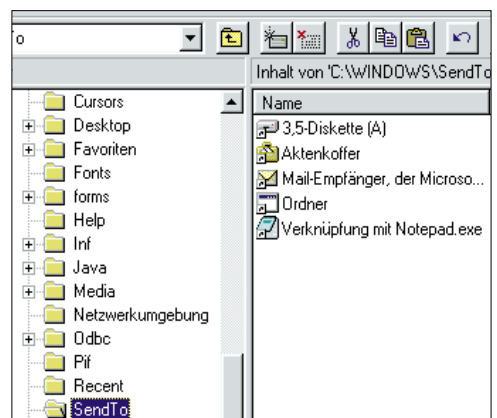 To
Inhalt von 'C:\WINDOWS\SendTo
Cursors
Desktop
Favoriten
Fonts
forms
Help
Inf
Java
Media
Netzwerkumgebung
Odbc
Pif
Recent
SendTo
Name
3,5-Diskette (A)
Aktenkoffer
Mail-Empfänger, der Microso...
Ordner
Verknüpfung mit Notepad.exe